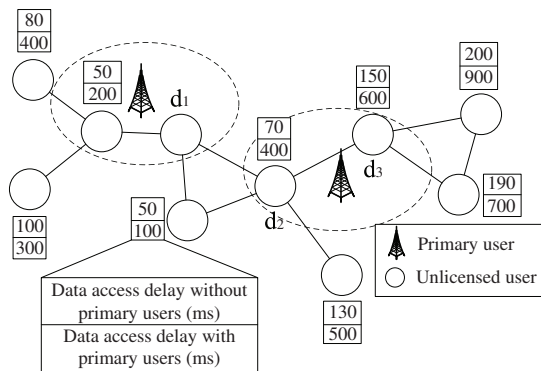 80
400
50
200
d1
200
900
150
600
70
400
d3
d2
100
300
50
100
190
700
Primary user
Unlicensed user
130
500
Data access delay without
primary users (ms)
Data access delay with
primary users (ms)